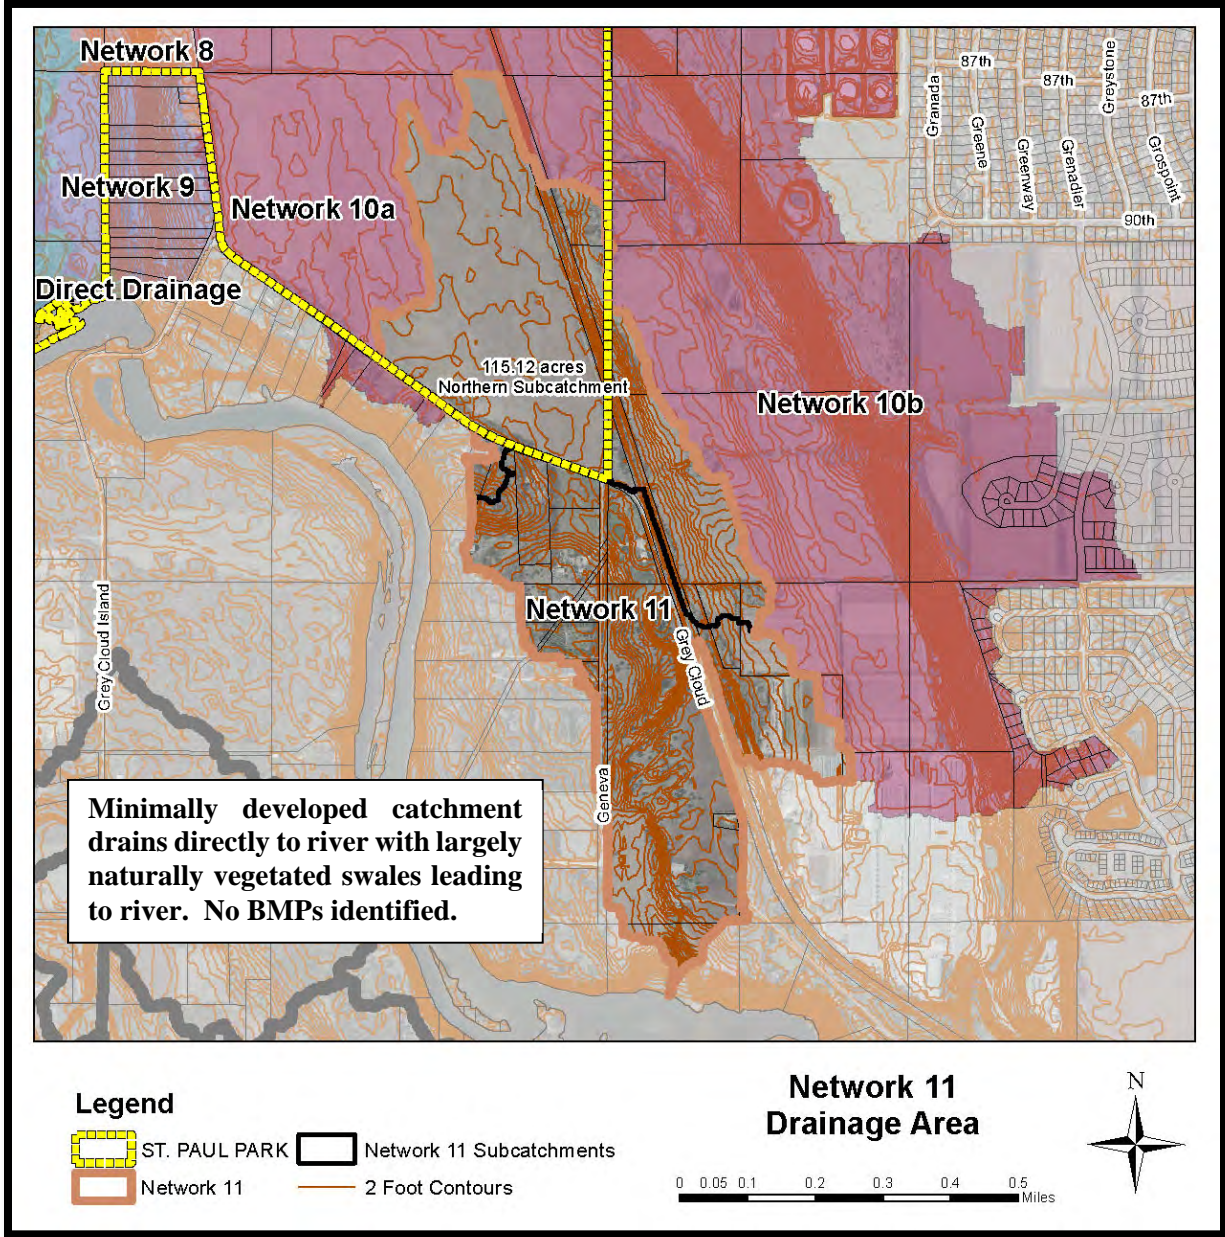 Network 8
Network 9
Network 10a
Direct Drainage
115.12 acres
Northern Subcatchment
Network 10b
Network 11
87th
87th
87th
90th
Granada
Greene
Greenway
Grenadier
Greystone
Grospoint
Grey Cloud Island
Grey Cloud
Geneva
Minimally developed catchment
drains directly to river with largely
naturally vegetated swales leading
to river. No BMPs identified.
Legend
ST. PAUL PARK
Network 11 Subcatchments
Network 11
2 Foot Contours
Network 11
Drainage Area
N
0 0.05 0.1 0.2 0.3 0.4 0.5
Miles